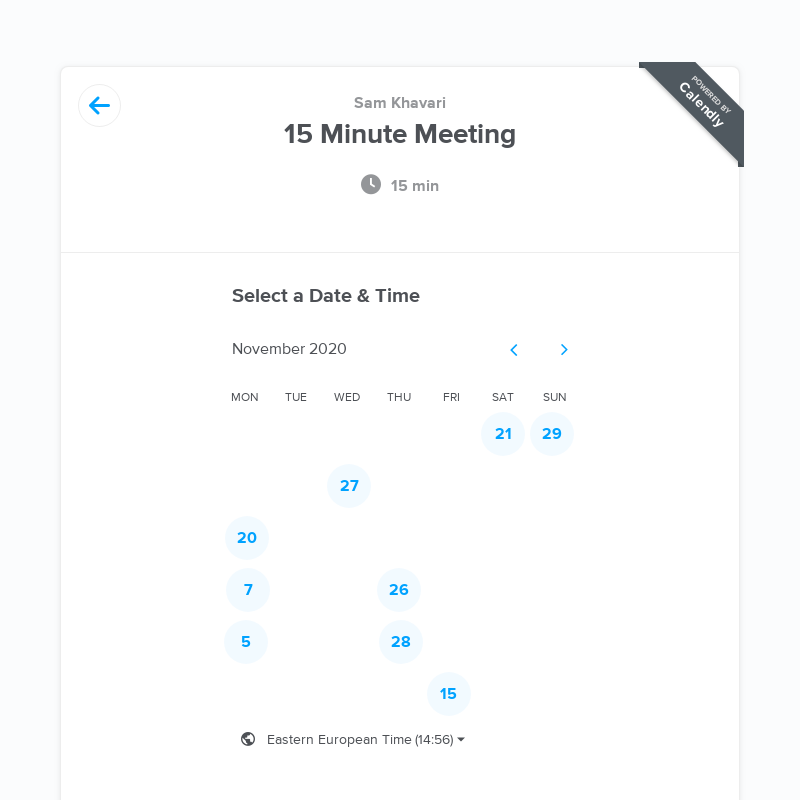 Sam Khavari
POWERED BY
Calendly
15 Minute Meeting
15 min
Select a Date & Time
November 2020
MON TUE WED THU FRI SAT SUN
21 29
27
20
7 26
5 28
15
Eastern European Time (14:56)